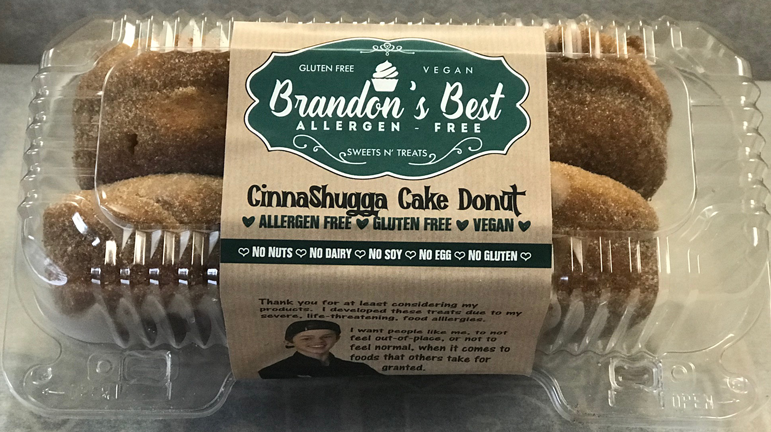 GLUTEN FREE VEGAN
Brandon's Best
ALLERGEN - FREE
SWEETS N' TREATS
CinnaShugga Cake Donut
ALLERGEN FREE GLUTEN FREE VEGAN
NO NUTS NO DAIRY NO SOY NO EGG NO GLUTEN
Thank you for at least considering my
products. I developed these treats due to my
severe, life-threatening, food allergies.
I want people like me, to not
feel out-of-place, or not to
feel normal, when it comes to
foods that others take for
granted.
OPEN